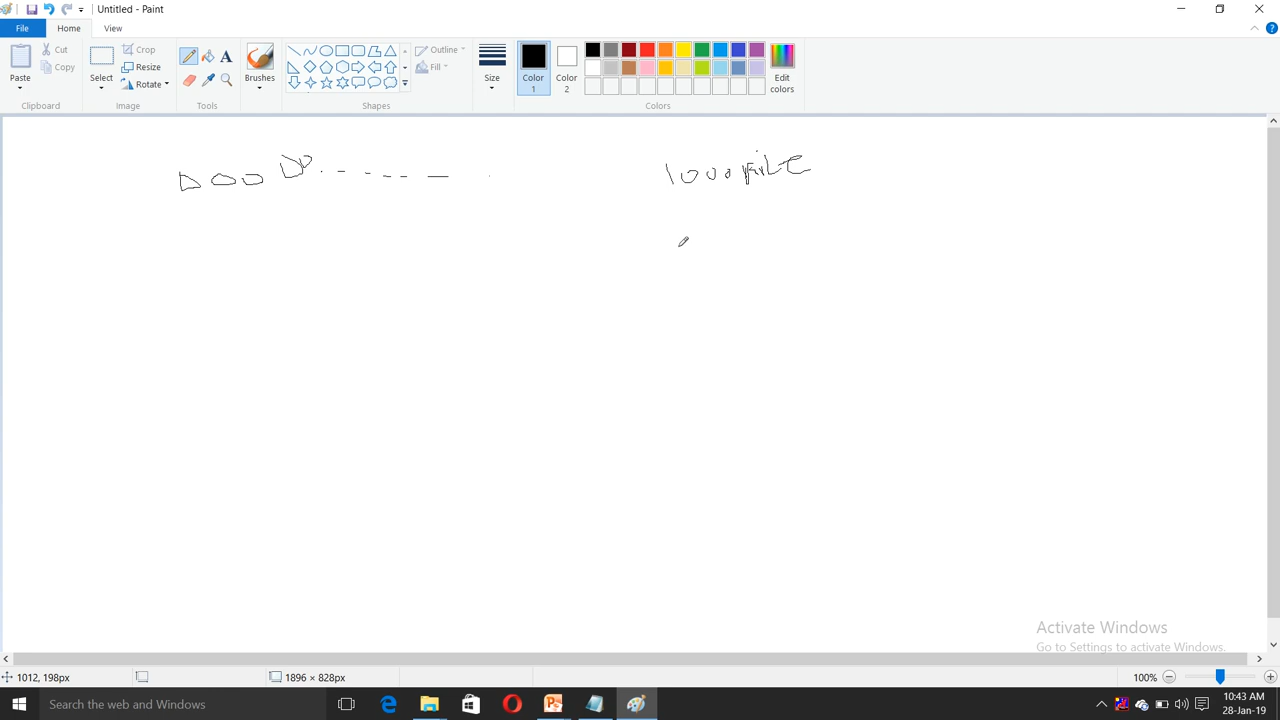 Untitled - Paint
File Home View
Paste Cut Copy Clipboard
Select Crop Resize Rotate Image
Tools
Brushes
Outline Fill Shapes
Size
Color 1 Color 2 Edit colors Colors
1000 FiLE
Activate Windows
Go to Settings to activate Windows.
1012, 198px 1896 × 828px 100%
Search the web and Windows
10:43 AM
28-Jan-19